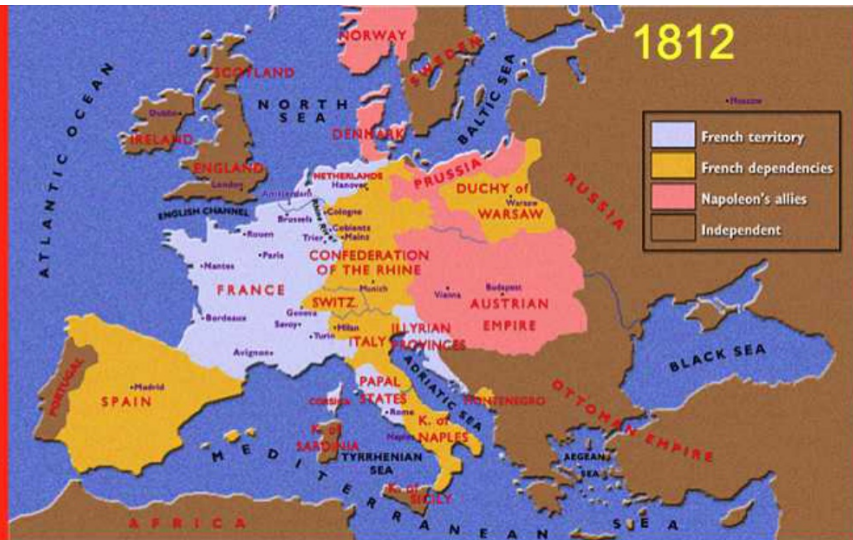 1812
NORWAY
SWEDEN
SCOTLAND
NORTH
SEA
BALTIC SEA
ATLANTIC OCEAN
Moscow
Dublin
IRELAND
DENMARK
French territory
French dependencies
Napoleon's allies
Independent
ENGLAND
London
NETHERLANDS
Hanover
PRUSSIA
DUCHY of
WARSAW
Warsaw
RUSSIA
Amsterdam
ENGLISH CHANNEL
Brussels
Rhine River
Cologne
Coblentz
Trier
Mainz
Rouen
Paris
Nantes
CONFEDERATION
OF THE RHINE
Munich
FRANCE
SWITZ.
Vienna
Budapest
AUSTRIAN
EMPIRE
Geneva
Savoy
Bordeaux
Milan
Turin
ITALY
ILLYRIAN
PROVINCES
Avignon
BLACK SEA
PORTUGAL
Madrid
SPAIN
CORSICA
PAPAL
STATES
Rome
ADRIATIC SEA
MONTENEGRO
OTTOMAN EMPIRE
K. of
SARDINIA
Naples
K. of
NAPLES
TYRRHENIAN
SEA
AEGEAN
SEA
K. of
SICILY
MEDITERRANEAN SEA
AFRICA